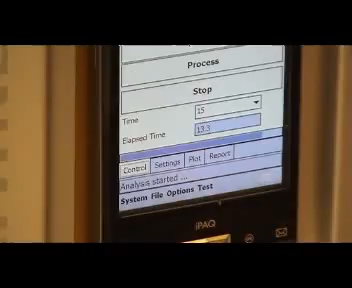 Process
Stop
Time 15
Elapsed Time 13.3
Control Settings Plot Report
Analysis started ...
System File Options Test
iPAQ